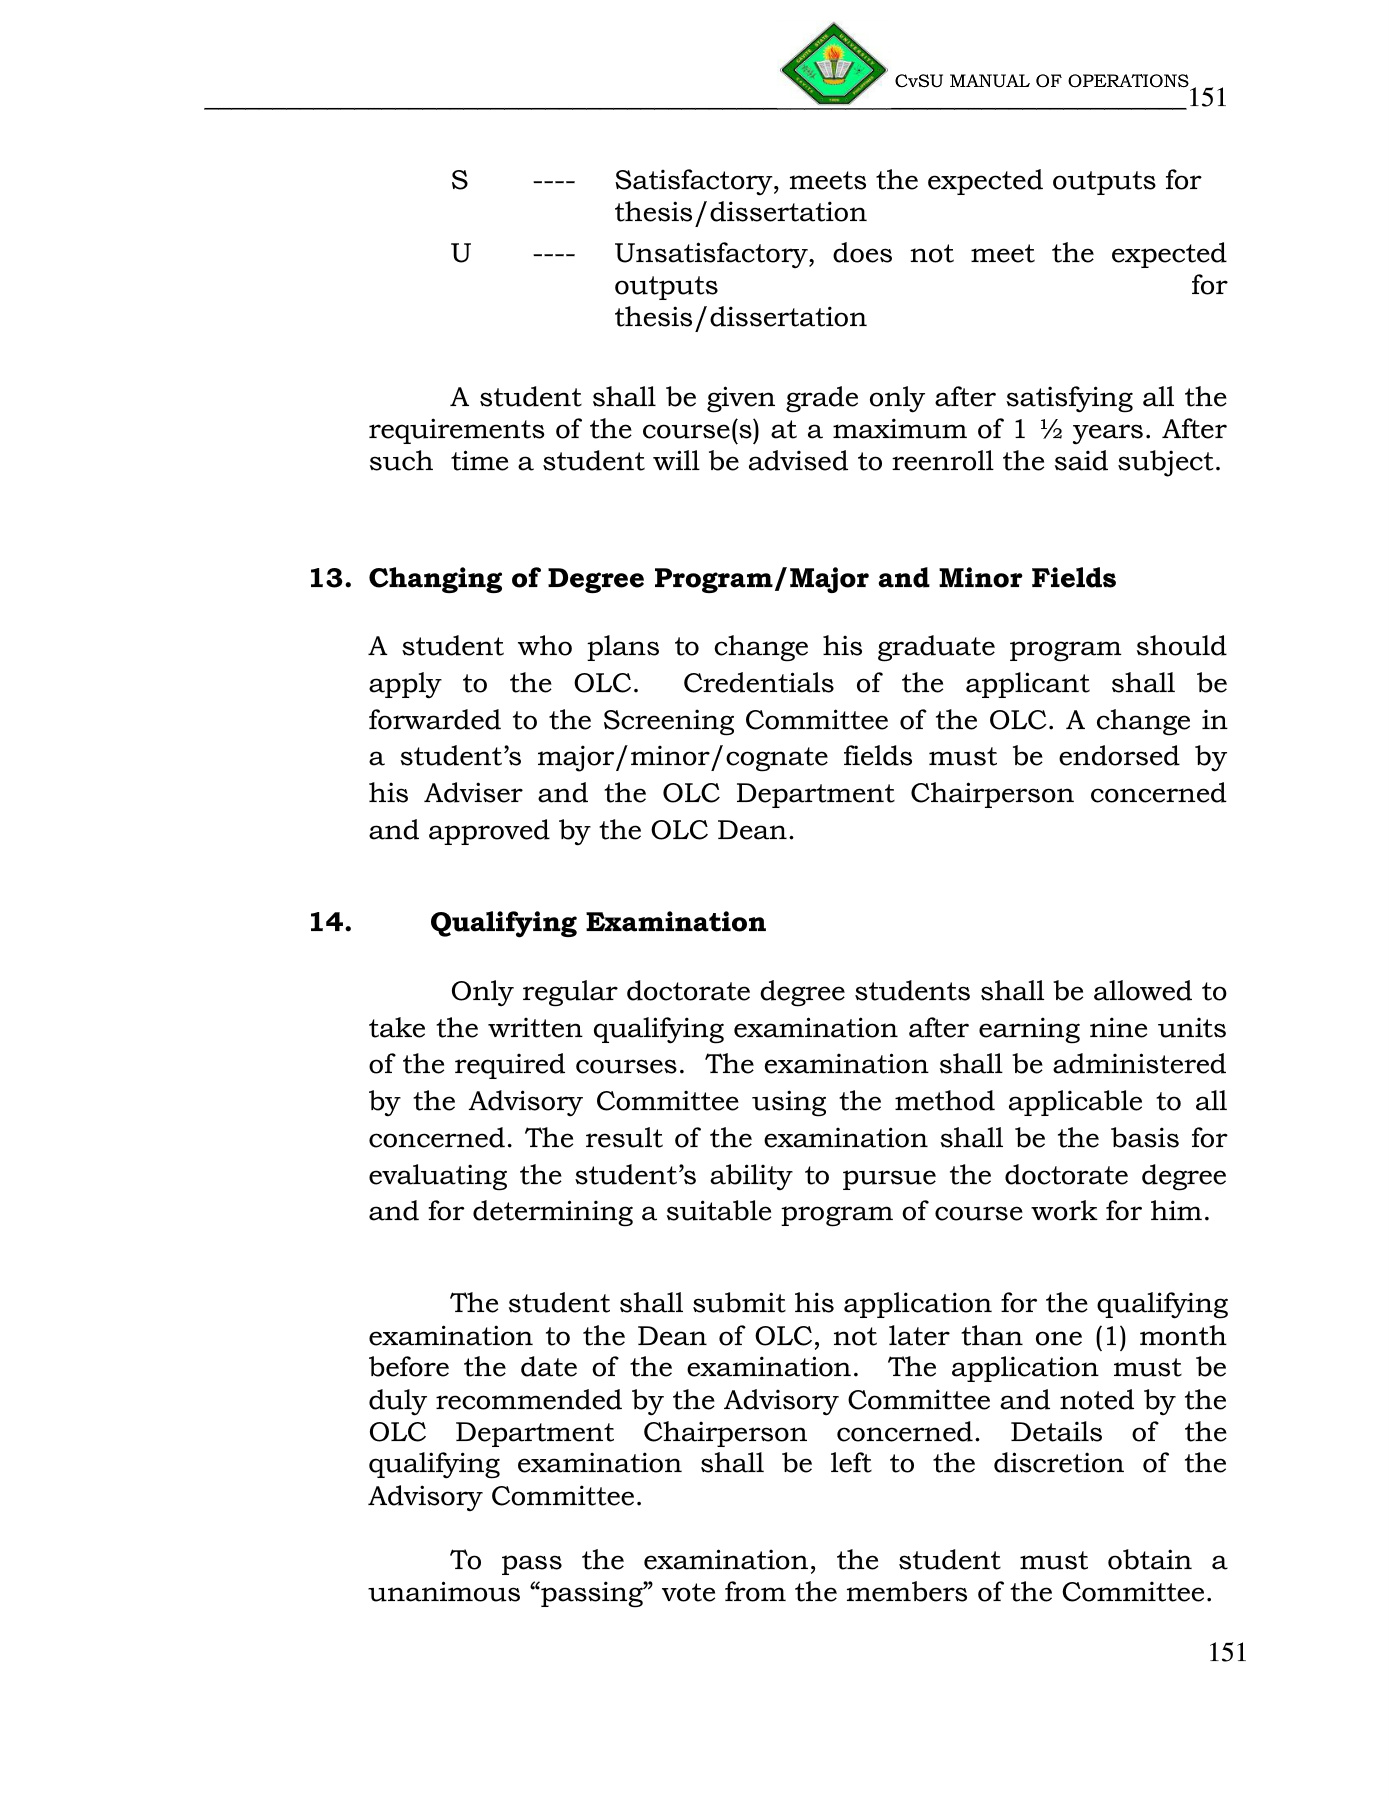 CvSU MANUAL OF OPERATIONS
151
S ---- Satisfactory, meets the expected outputs for
thesis/dissertation
U ---- Unsatisfactory, does not meet the expected
outputs for
thesis/dissertation
A student shall be given grade only after satisfying all the
requirements of the course(s) at a maximum of 1 ½ years. After
such time a student will be advised to reenroll the said subject.
13. Changing of Degree Program/Major and Minor Fields
A student who plans to change his graduate program should
apply to the OLC. Credentials of the applicant shall be
forwarded to the Screening Committee of the OLC. A change in
a student’s major/minor/cognate fields must be endorsed by
his Adviser and the OLC Department Chairperson concerned
and approved by the OLC Dean.
14. Qualifying Examination
Only regular doctorate degree students shall be allowed to
take the written qualifying examination after earning nine units
of the required courses. The examination shall be administered
by the Advisory Committee using the method applicable to all
concerned. The result of the examination shall be the basis for
evaluating the student’s ability to pursue the doctorate degree
and for determining a suitable program of course work for him.
The student shall submit his application for the qualifying
examination to the Dean of OLC, not later than one (1) month
before the date of the examination. The application must be
duly recommended by the Advisory Committee and noted by the
OLC Department Chairperson concerned. Details of the
qualifying examination shall be left to the discretion of the
Advisory Committee.
To pass the examination, the student must obtain a
unanimous “passing” vote from the members of the Committee.
151